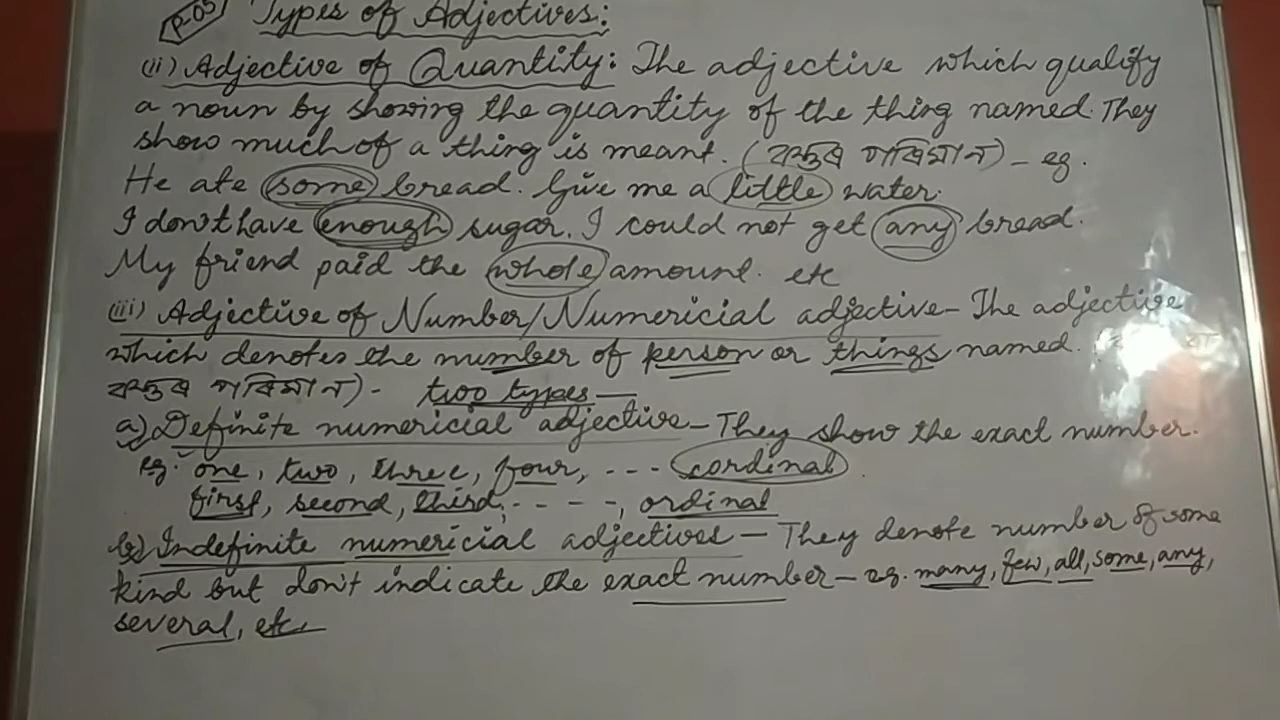 P-05 Types of Adjectives:
(ii) Adjective of Quantity: The adjective which qualify
a noun by showing the quantity of the thing named. They
show much of a thing is meant. (বস্তুৰ পৰিমাণ) - eg.
He ate some bread. Give me a little water.
I don't have enough sugar. I could not get any bread.
My friend paid the whole amount. etc
(iii) Adjective of Number/Numericial adjective - The adjective
which denotes the number of person or things named. (
বস্তুৰ পৰিমান) - two types —
a) Definite numericial adjective - They show the exact number.
eg. one, two, three, four, --- cordinal
first, second, third, - - - -, ordinal
b) Indefinite numericial adjectives - They denote number of some
kind but don't indicate the exact number - eg. many, few, all, some, any,
several, etc